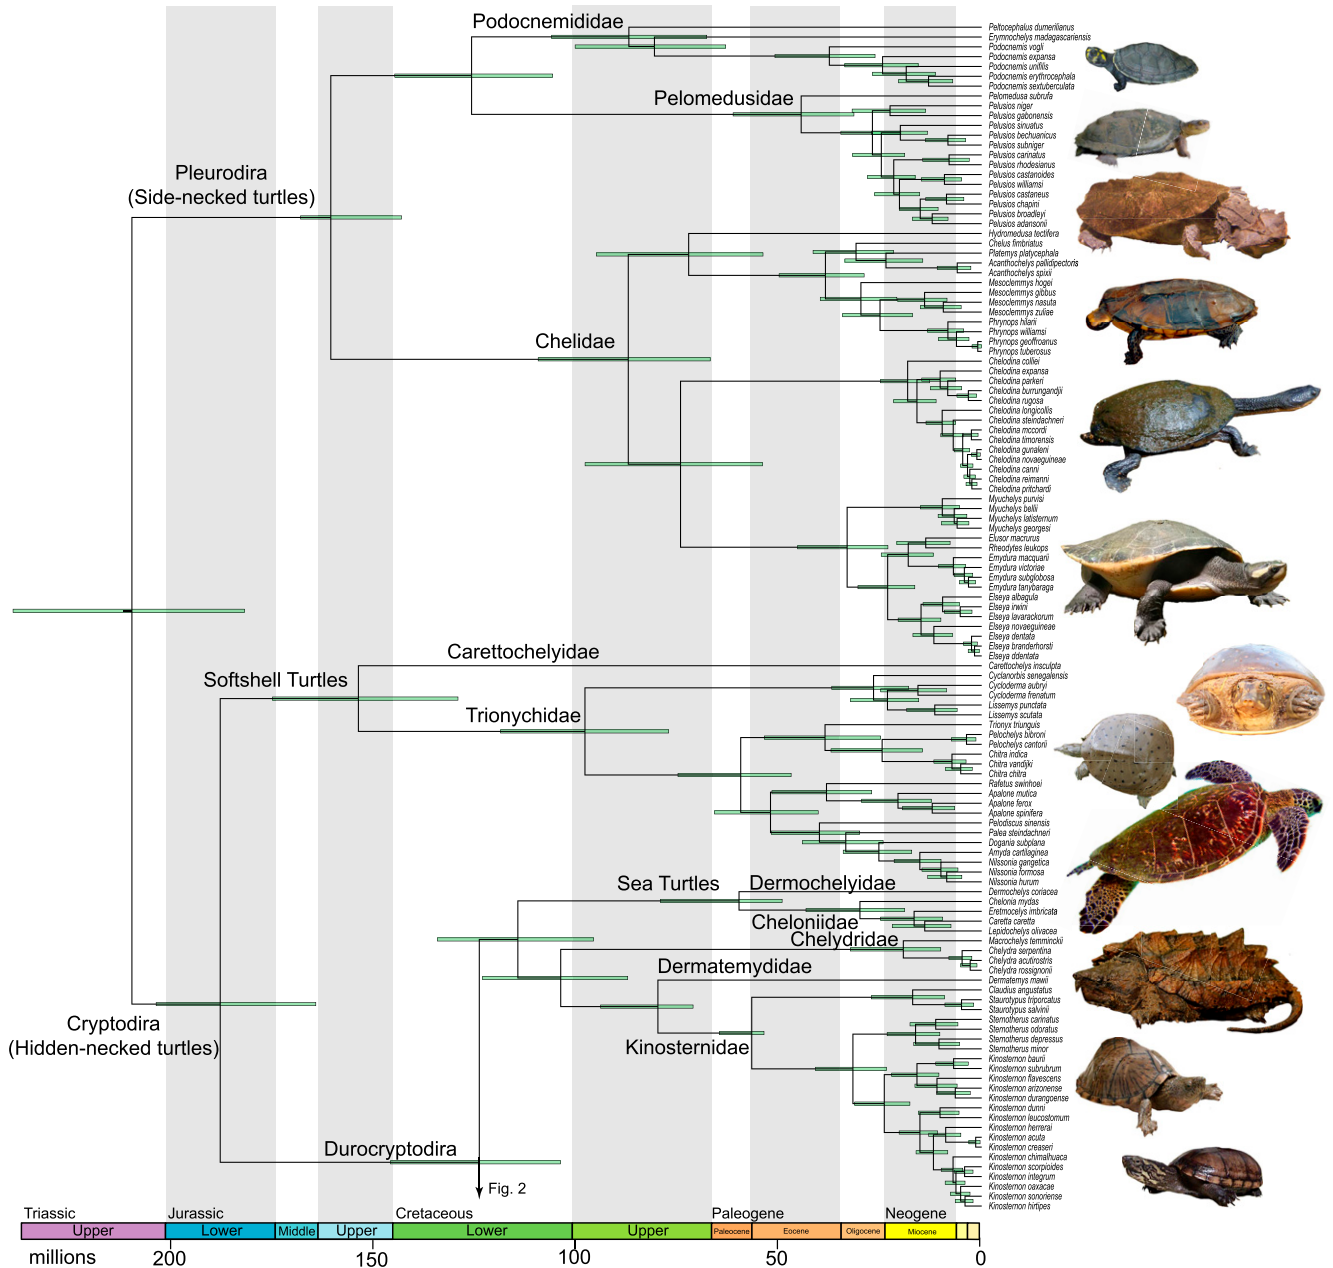 Podocnemididae
Peltocephalus dumerilianus
Erymnochelys madagascariensis
Podocnemis vogli
Podocnemis expansa
Podocnemis unifilis
Podocnemis erythrocephala
Podocnemis sextuberculata
Pelomedusidae
Pelomedusa subrufa
Pelusios niger
Pelusios gabonensis
Pelusios sinuatus
Pelusios bechuanicus
Pelusios subniger
Pelusios carinatus
Pelusios rhodesianus
Pleurodira
(Side-necked turtles)
Pelusios castanoides
Pelusios williamsi
Pelusios castaneus
Pelusios chapini
Pelusios broadleyi
Pelusios adansonii
Hydromedusa tectifera
Chelus fimbriatus
Platemys platycephala
Acanthochelys pallidipectoris
Acanthochelys spixii
Mesoclemmys hogei
Mesoclemmys gibbus
Mesoclemmys nasuta
Mesoclemmys zuliae
Chelidae
Phrynops hilarii
Phrynops williamsi
Phrynops geoffroanus
Phrynops tuberosus
Chelodina colliei
Chelodina expansa
Chelodina parkeri
Chelodina burrungandjii
Chelodina rugosa
Chelodina longicollis
Chelodina steindachneri
Chelodina mccordi
Chelodina timorensis
Chelodina gunaleni
Chelodina novaeguineae
Chelodina canni
Chelodina reimanni
Chelodina pritchardi
Myuchelys purvisi
Myuchelys bellii
Myuchelys latisternum
Myuchelys georgesi
Elusor macrurus
Rheodytes leukops
Emydura macquarii
Emydura victoriae
Emydura subglobosa
Emydura tanybaraga
Elseya albagula
Elseya irwini
Elseya lavarackorum
Elseya novaeguineae
Elseya dentata
Elseya branderhorsti
Elseya ddentata
Carettochelyidae
Carettochelys insculpta
Softshell Turtles
Cyclanorbis senegalensis
Cycloderma aubryi
Cycloderma frenatum
Lissemys punctata
Lissemys scutata
Trionychidae
Trionyx triunguis
Pelochelys bibroni
Pelochelys cantorii
Chitra indica
Chitra vandijki
Chitra chitra
Rafetus swinhoei
Apalone mutica
Apalone ferox
Apalone spinifera
Pelodiscus sinensis
Palea steindachneri
Dogania subplana
Amyda cartilaginea
Nilssonia gangetica
Nilssonia formosa
Nilssonia hurum
Sea Turtles
Dermochelyidae
Dermochelys coriacea
Chelonia mydas
Eretmocelys imbricata
Cheloniidae
Caretta caretta
Lepidochelys olivacea
Chelydridae
Macrochelys temminckii
Chelydra serpentina
Chelydra acutirostris
Chelydra rossignonii
Dermatemydidae
Dermatemys mawii
Claudius angustatus
Staurotypus triporcatus
Staurotypus salvinii
Cryptodira
(Hidden-necked turtles)
Kinosternidae
Sternotherus carinatus
Sternotherus odoratus
Sternotherus depressus
Sternotherus minor
Kinosternon baurii
Kinosternon subrubrum
Kinosternon flavescens
Kinosternon arizonense
Kinosternon durangoense
Kinosternon dunni
Kinosternon leucostomum
Kinosternon herrerai
Kinosternon acuta
Kinosternon creaseri
Durocryptodira
Kinosternon chimalhuaca
Kinosternon scorpioides
Kinosternon integrum
Kinosternon oaxacae
Kinosternon sonoriense
Kinosternon hirtipes
Fig. 2
Triassic Jurassic Cretaceous Paleogene Neogene
Upper Lower Middle Upper Lower Upper Paleocene Eocene Oligocene Miocene
millons 200 150 100 50 0